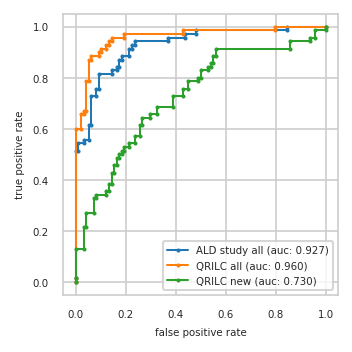 1.0
0.8
0.6
0.4
0.2
0.0
true positive rate
ALD study all (auc: 0.927)
QRILC all (auc: 0.960)
QRILC new (auc: 0.730)
0.0 0.2 0.4 0.6 0.8 1.0
false positive rate